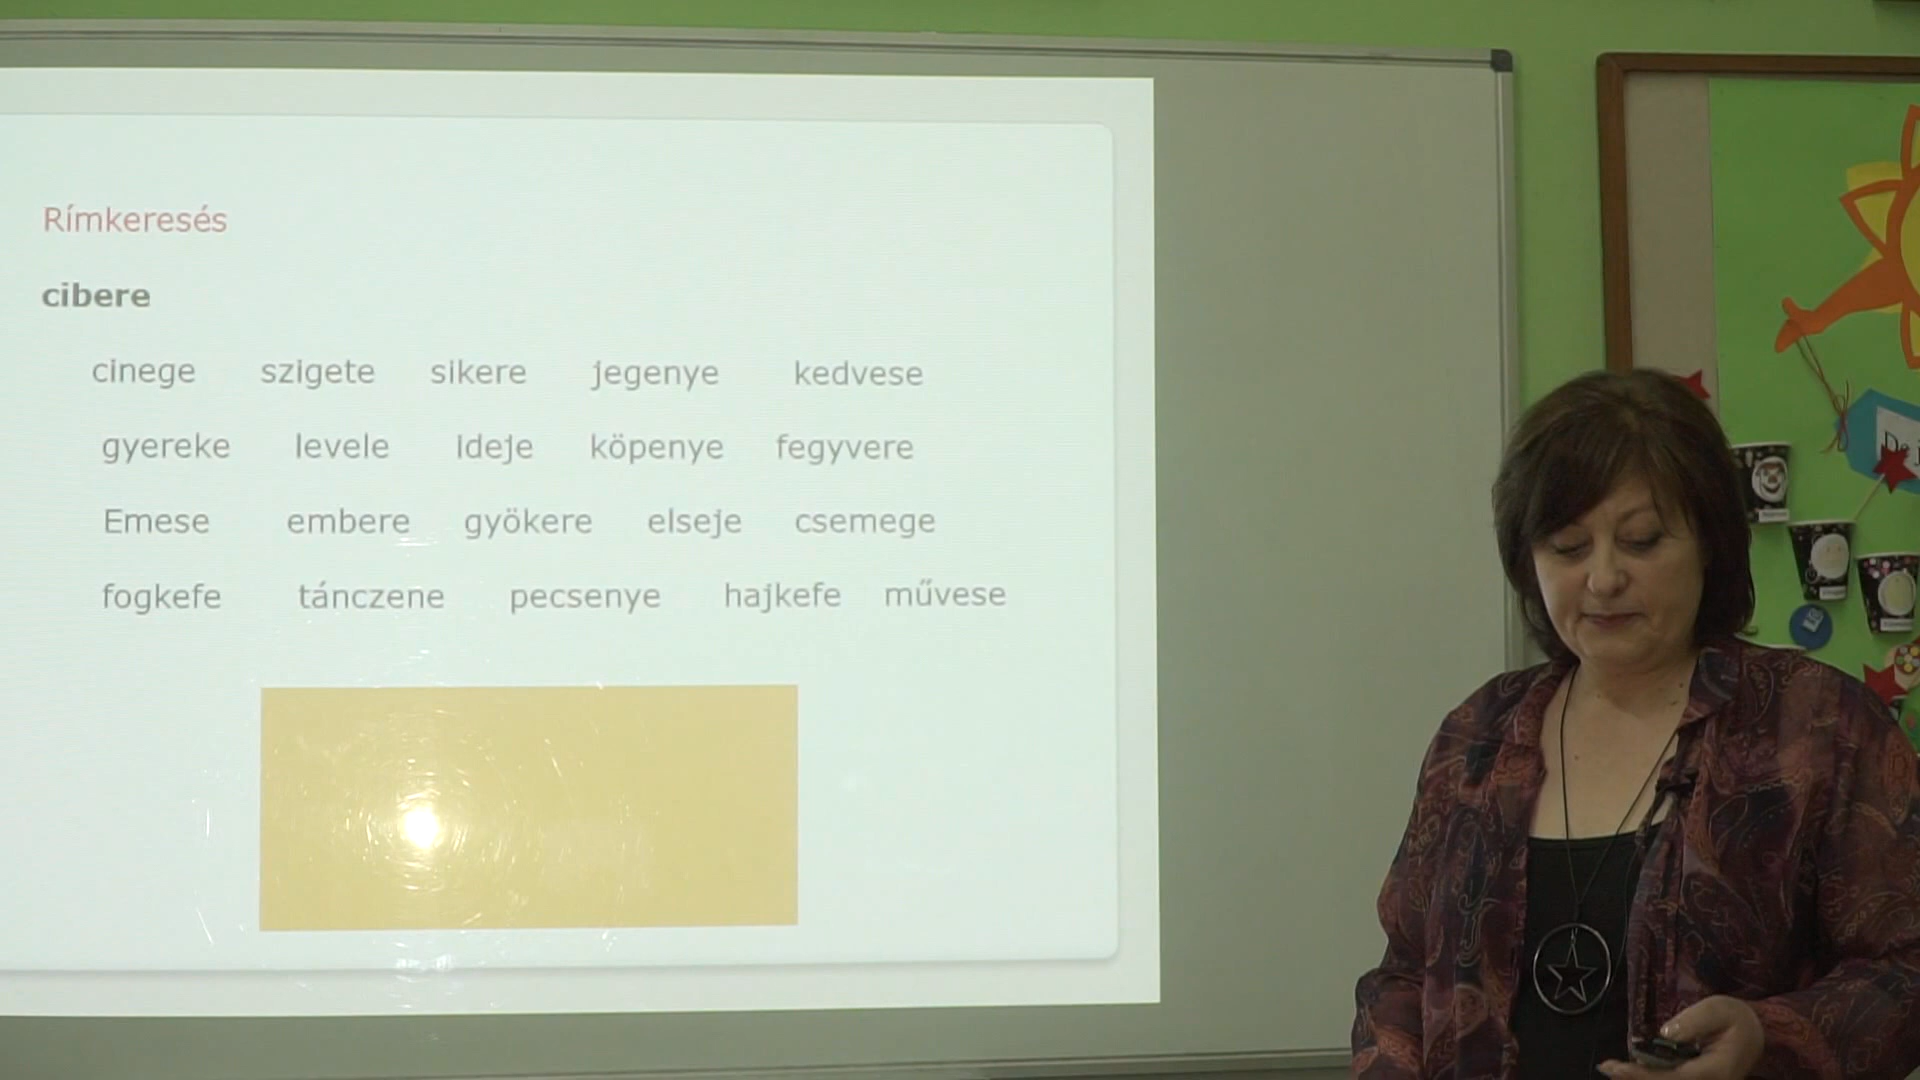 Rímkeresés
cibere
cinege szigete sikere jegenye kedvese
gyereke levele ideje köpenye fegyvere
Emese embere gyökere elseje csemege
fogkefe tánczene pecsenye hajkefe művese
De j